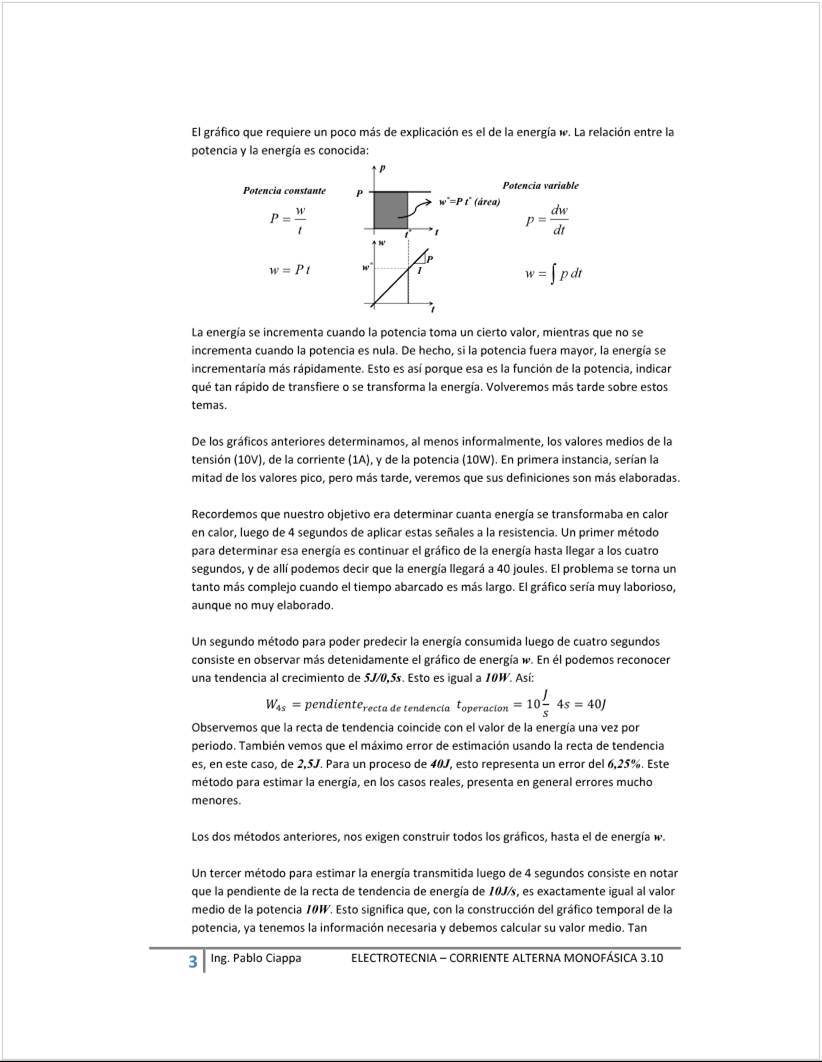 El gráfico que requiere un poco más de explicación es el de la energía w. La relación entre la
potencia y la energía es conocida:
p
Potencia constante
P
Potencia variable
w*=P t* (área)
P = w/t
p = dw/dt
t*
t
w
w = P t
w*
P
1
w = ∫ p dt
t
La energía se incrementa cuando la potencia toma un cierto valor, mientras que no se
incrementa cuando la potencia es nula. De hecho, si la potencia fuera mayor, la energía se
incrementaría más rápidamente. Esto es así porque esa es la función de la potencia, indicar
qué tan rápido de transfiere o se transforma la energía. Volveremos más tarde sobre estos
temas.
De los gráficos anteriores determinamos, al menos informalmente, los valores medios de la
tensión (10V), de la corriente (1A), y de la potencia (10W). En primera instancia, serían la
mitad de los valores pico, pero más tarde, veremos que sus definiciones son más elaboradas.
Recordemos que nuestro objetivo era determinar cuanta energía se transformaba en calor
en calor, luego de 4 segundos de aplicar estas señales a la resistencia. Un primer método
para determinar esa energía es continuar el gráfico de la energía hasta llegar a los cuatro
segundos, y de allí podemos decir que la energía llegará a 40 joules. El problema se torna un
tanto más complejo cuando el tiempo abarcado es más largo. El gráfico sería muy laborioso,
aunque no muy elaborado.
Un segundo método para poder predecir la energía consumida luego de cuatro segundos
consiste en observar más detenidamente el gráfico de energía w. En él podemos reconocer
una tendencia al crecimiento de 5J/0,5s. Esto es igual a 10W. Así:
W4s = pendiente recta de tendencia t operacion = 10 J/s 4s = 40J
Observemos que la recta de tendencia coincide con el valor de la energía una vez por
periodo. También vemos que el máximo error de estimación usando la recta de tendencia
es, en este caso, de 2,5J. Para un proceso de 40J, esto representa un error del 6,25%. Este
método para estimar la energía, en los casos reales, presenta en general errores mucho
menores.
Los dos métodos anteriores, nos exigen construir todos los gráficos, hasta el de energía w.
Un tercer método para estimar la energía transmitida luego de 4 segundos consiste en notar
que la pendiente de la recta de tendencia de energía de 10J/s, es exactamente igual al valor
medio de la potencia 10W. Esto significa que, con la construcción del gráfico temporal de la
potencia, ya tenemos la información necesaria y debemos calcular su valor medio. Tan
3 Ing. Pablo Ciappa ELECTROTECNIA – CORRIENTE ALTERNA MONOFÁSICA 3.10